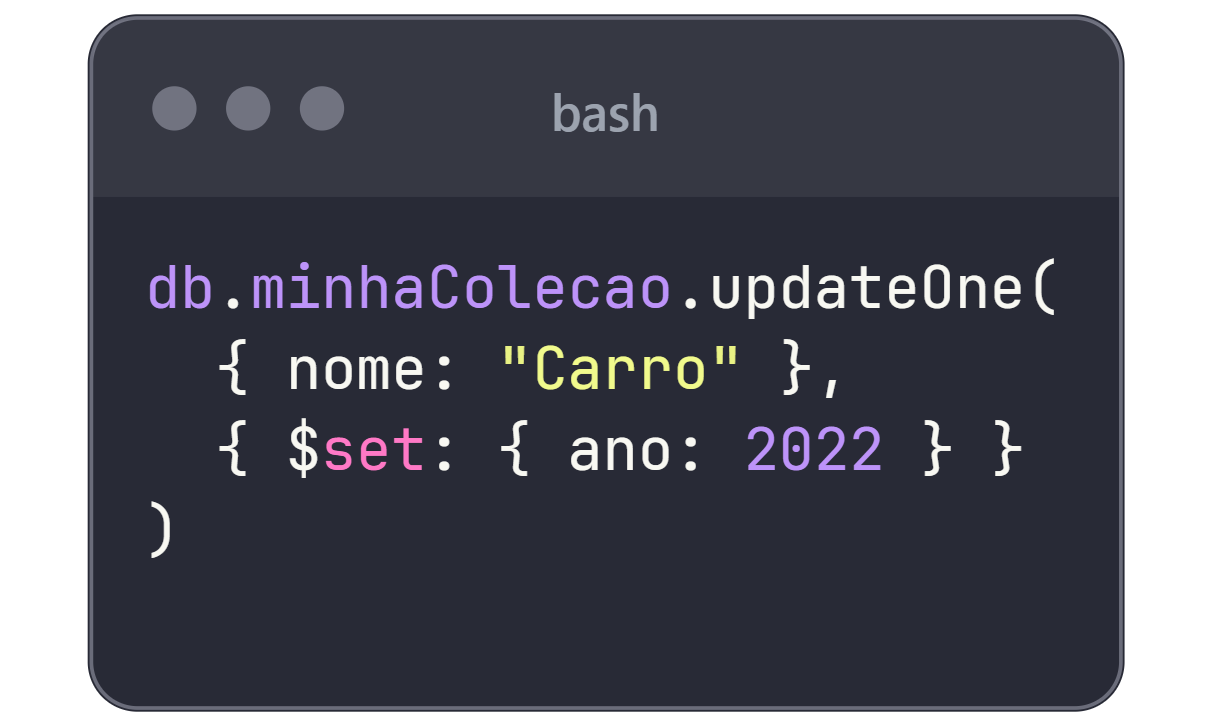 bash
db.minhaColecao.updateOne(
  { nome: "Carro" },
  { $set: { ano: 2022 } }
)